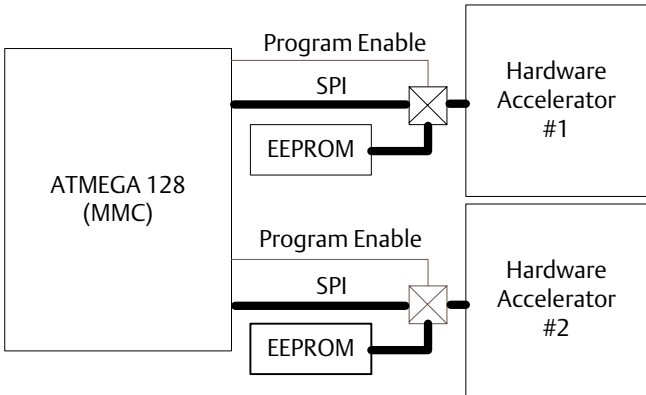 Program Enable
SPI
EEPROM
Hardware
Accelerator
#1
ATMEGA 128
(MMC)
Program Enable
SPI
EEPROM
Hardware
Accelerator
#2